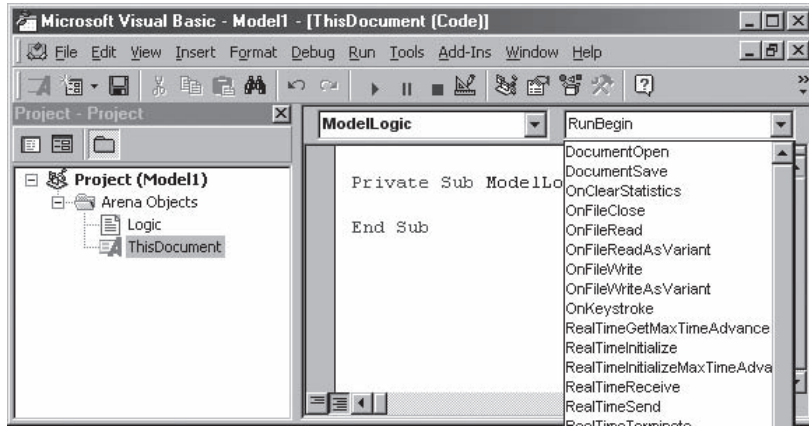 Microsoft Visual Basic - Model1 - [ThisDocument (Code)]
File Edit View Insert Format Debug Run Tools Add-Ins Window Help
Project - Project
Project (Model1)
Arena Objects
Logic
ThisDocument
ModelLogic
RunBegin
Private Sub ModelLo
End Sub
DocumentOpen
DocumentSave
OnClearStatistics
OnFileClose
OnFileRead
OnFileReadAsVariant
OnFileWrite
OnFileWriteAsVariant
OnKeystroke
RealTimeGetMaxTimeAdvance
RealTimeInitialize
RealTimeInitializeMaxTimeAdva
RealTimeReceive
RealTimeSend
RealTimeTerminate